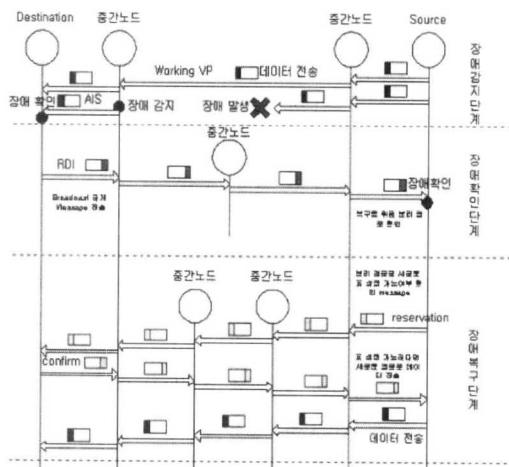 Destination
중간노드
중간노드
Source
Working VP
데이터 전송
장애 확인
AIS
장애 감지
장애 발생
장애감지단계
중간노드
RDI
장애확인
Message 전송
장애확인단계
중간노드
중간노드
message
reservation
confirm
데이터 전송
장애복구단계